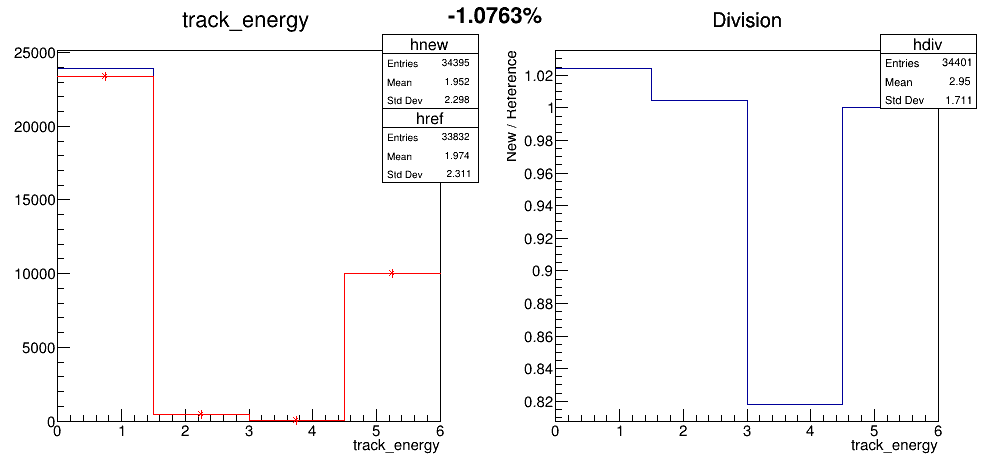 -1.0763%
track_energy
hnew
Entries 34395
Mean 1.952
Std Dev 2.298
href
Entries 33832
Mean 1.974
Std Dev 2.311
25000
20000
15000
10000
5000
0
0 1 2 3 4 5 6
track_energy
Division
hdiv
Entries 34401
Mean 2.95
Std Dev 1.711
New / Reference
1.02
1
0.98
0.96
0.94
0.92
0.9
0.88
0.86
0.84
0.82
0 1 2 3 4 5 6
track_energy